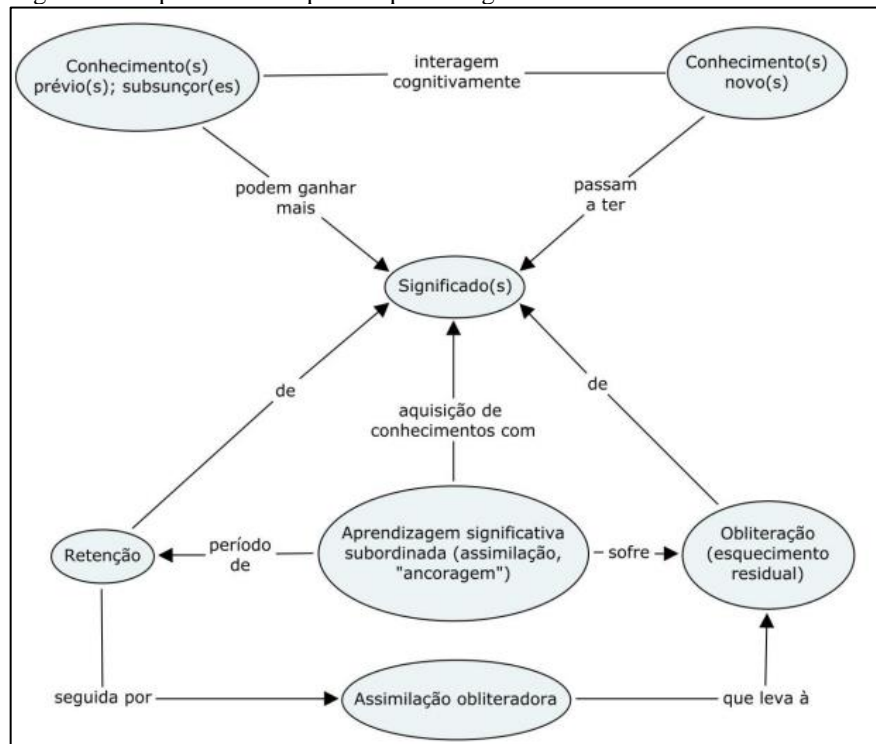 Conhecimento(s)
prévio(s); subsunçor(es)
interagem
cognitivamente
Conhecimento(s)
novo(s)
podem ganhar
mais
passam
a ter
Significado(s)
de
de
aquisição de
conhecimentos com
Retenção
período
de
Aprendizagem significativa
subordinada (assimilação,
"ancoragem")
sofre
Obliteração
(esquecimento
residual)
seguida por
Assimilação obliteradora
que leva à